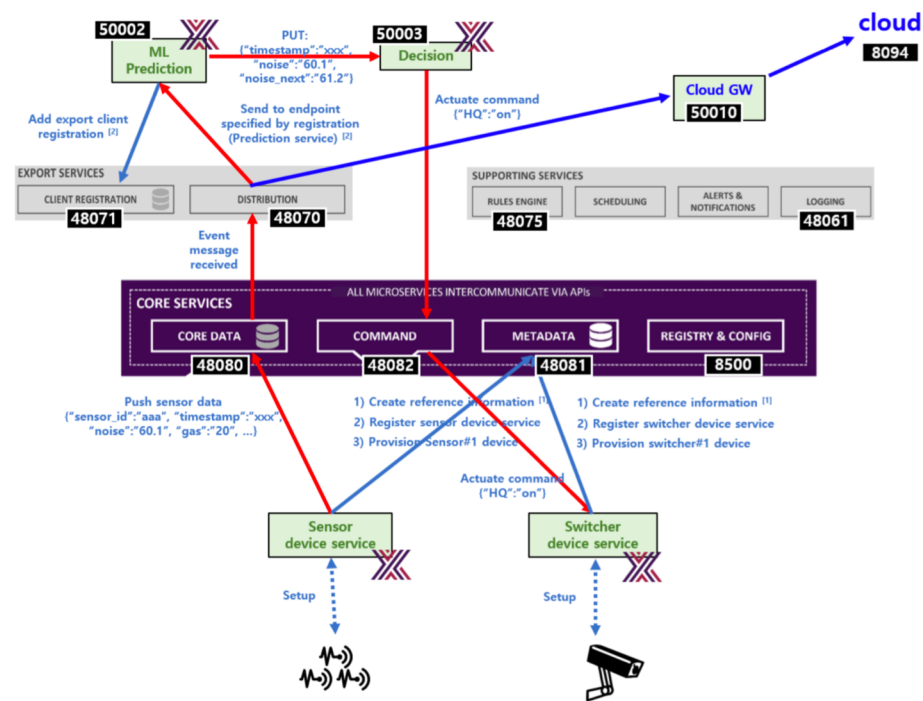 50002
50003
cloud
8094
ML
Prediction
PUT:
{"timestamp":"xxx",
"noise":"60.1",
"noise_next":"61.2"}
Decision
Cloud GW
50010
Add export client
registration [2]
Send to endpoint
specified by registration
(Prediction service) [2]
Actuate command
{"HQ":"on"}
EXPORT SERVICES
CLIENT REGISTRATION
48071
DISTRIBUTION
48070
SUPPORTING SERVICES
RULES ENGINE
48075
SCHEDULING
ALERTS &
NOTIFICATIONS
LOGGING
48061
Event
message
received
ALL MICROSERVICES INTERCOMMUNICATE VIA APIs
CORE SERVICES
CORE DATA
48080
COMMAND
48082
METADATA
48081
REGISTRY & CONFIG
8500
Push sensor data
{"sensor_id":"aaa", "timestamp":"xxx",
"noise":"60.1", "gas":"20", ...}
1) Create reference information [1]
2) Register sensor device service
3) Provision Sensor#1 device
1) Create reference information [1]
2) Register switcher device service
3) Provision switcher#1 device
Actuate command
{"HQ":"on"}
Sensor
device service
Switcher
device service
Setup
Setup